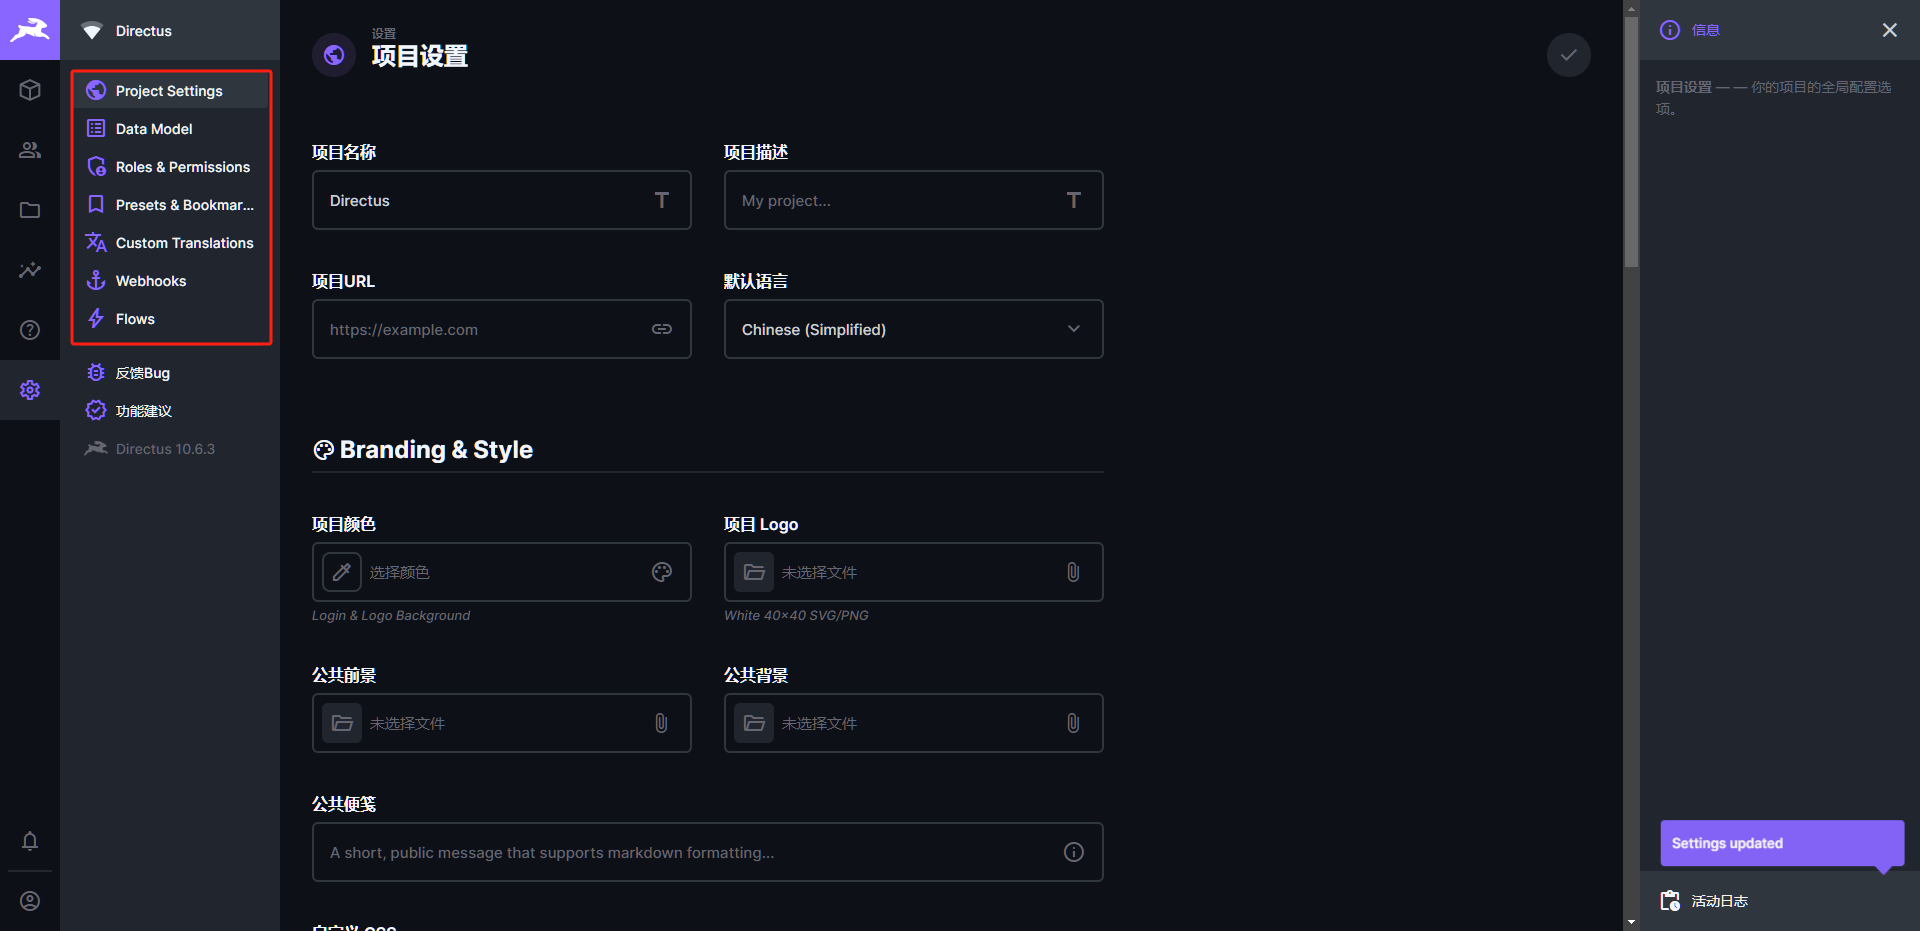 Directus
Project Settings
Data Model
Roles & Permissions
Presets & Bookmar...
Custom Translations
Webhooks
Flows
反馈Bug
功能建议
Directus 10.6.3
设置
项目设置
项目名称
项目描述
Directus
My project...
项目URL
默认语言
https://example.com
Chinese (Simplified)
Branding & Style
项目颜色
项目 Logo
选择颜色
未选择文件
Login & Logo Background
White 40×40 SVG/PNG
公共前景
公共背景
未选择文件
未选择文件
公共便笺
A short, public message that supports markdown formatting...
自定义 CSS
信息
项目设置 — — 你的项目的全局配置选
项。
Settings updated
活动日志